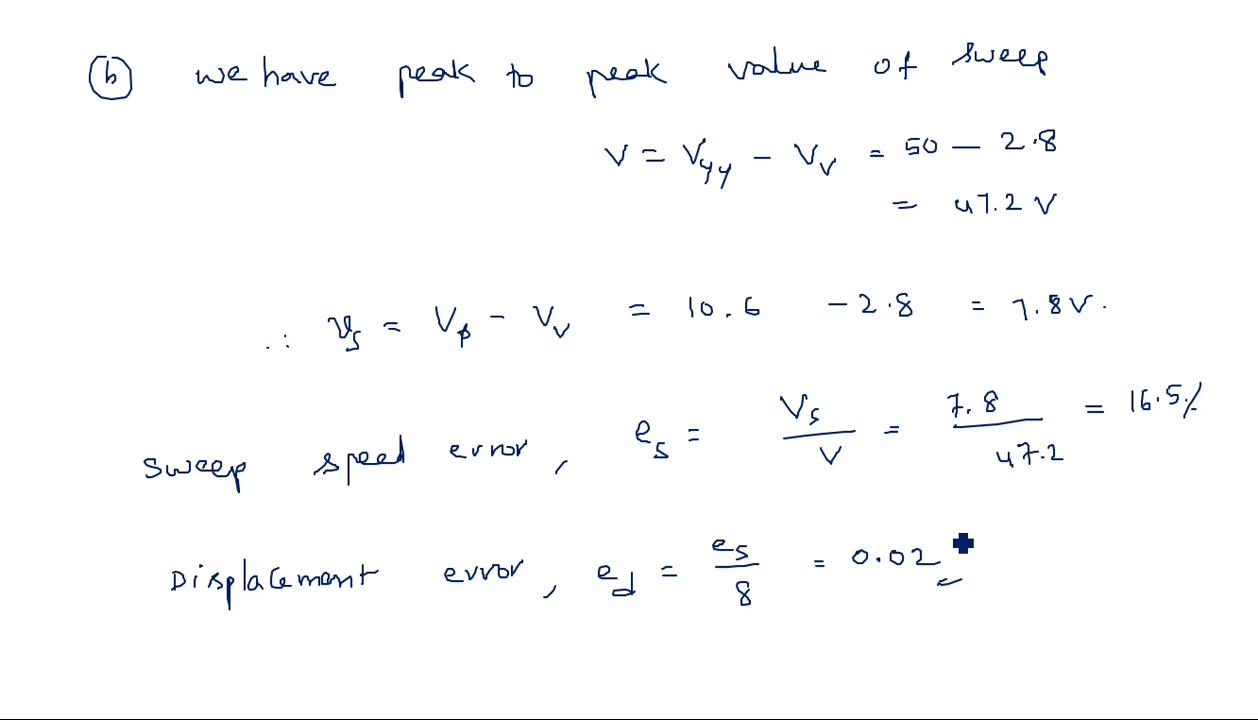 (b) we have peak to peak value of sweep
V = Vyy - Vv = 50 - 2.8
= 47.2 V
∴ Vs = Vp - Vv = 10.6 - 2.8 = 7.8 V.
Sweep speed error, es = Vs/V = 7.8/47.2 = 16.5%
Displacement error, ed = es/8 = 0.02